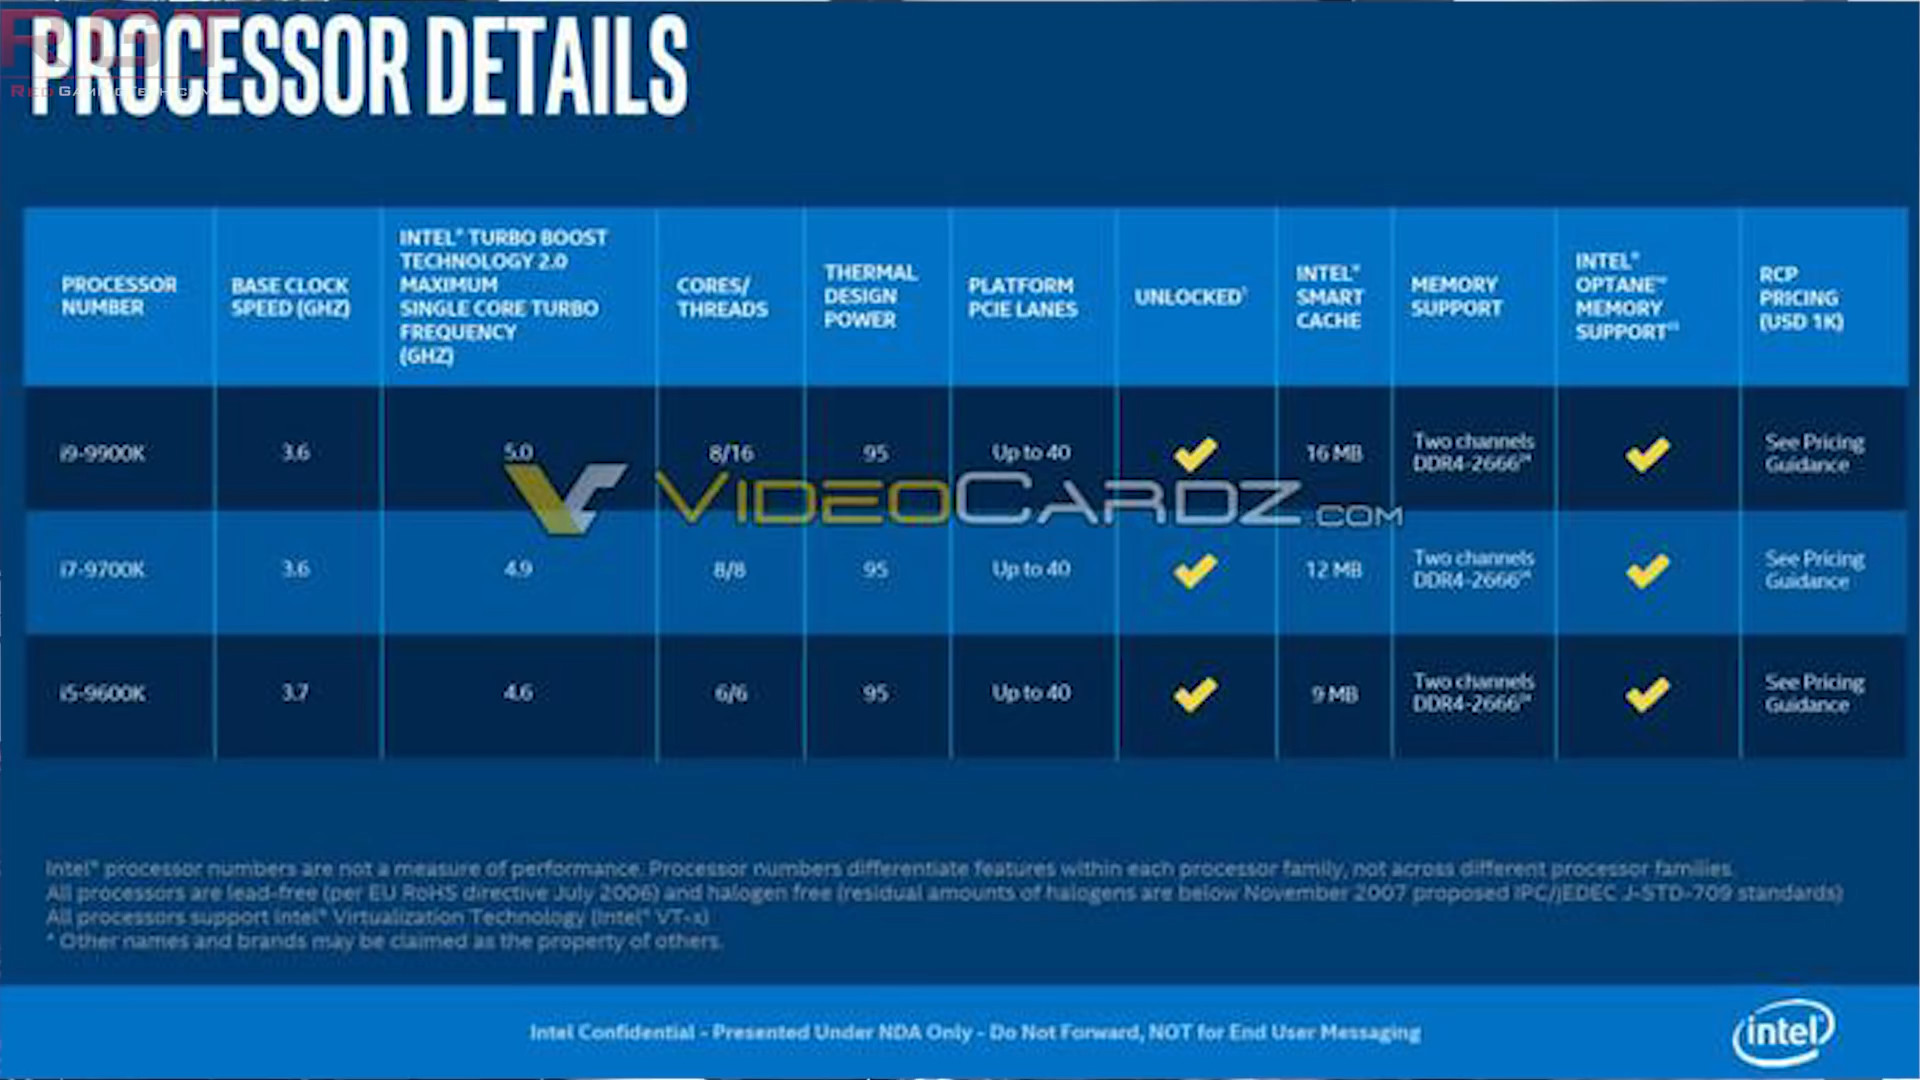 RGT
PROCESSOR DETAILS
RED GAMING TECH.COM
PROCESSOR
NUMBER
BASE CLOCK
SPEED (GHZ)
INTEL® TURBO BOOST
TECHNOLOGY 2.0
MAXIMUM
SINGLE CORE TURBO
FREQUENCY
(GHZ)
CORES/
THREADS
THERMAL
DESIGN
POWER
PLATFORM
PCIE LANES
UNLOCKED¹
INTEL®
SMART
CACHE
MEMORY
SUPPORT
INTEL®
OPTANE™
MEMORY
SUPPORT
RCP
PRICING
(USD 1K)
i9-9900K
3.6
5.0
8/16
95
Up to 40
16 MB
Two channels
DDR4-2666
See Pricing
Guidance
VIDEOCARDZ.COM
i7-9700K
3.6
4.9
8/8
95
Up to 40
12 MB
Two channels
DDR4-2666
See Pricing
Guidance
i5-9600K
3.7
4.6
6/6
95
Up to 40
9 MB
Two channels
DDR4-2666
See Pricing
Guidance
Intel® processor numbers are not a measure of performance. Processor numbers differentiate features within each processor family, not across different processor families.
All processors are lead-free (per EU RoHS directive July 2006) and halogen free (residual amounts of halogens are below November 2007 proposed IPC/JEDEC J-STD-709 standards)
All processors support Intel® Virtualization Technology (Intel® VT-x)
* Other names and brands may be claimed as the property of others.
Intel Confidential - Presented Under NDA Only - Do Not Forward, NOT for End User Messaging
intel